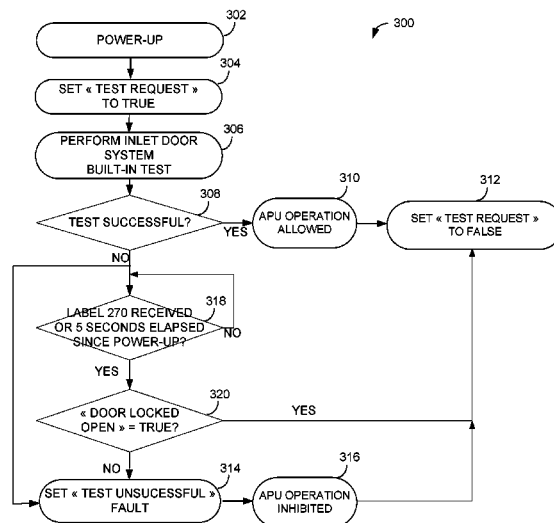 302
POWER-UP
300
304
SET « TEST REQUEST »
TO TRUE
306
PERFORM INLET DOOR
SYSTEM
BUILT-IN TEST
308
TEST SUCCESSFUL?
YES
310
APU OPERATION
ALLOWED
312
SET « TEST REQUEST »
TO FALSE
NO
318
LABEL 270 RECEIVED
OR 5 SECONDS ELAPSED
SINCE POWER-UP?
NO
YES
320
« DOOR LOCKED
OPEN » = TRUE?
YES
NO
314
SET « TEST UNSUCESSFUL »
FAULT
316
APU OPERATION
INHIBITED